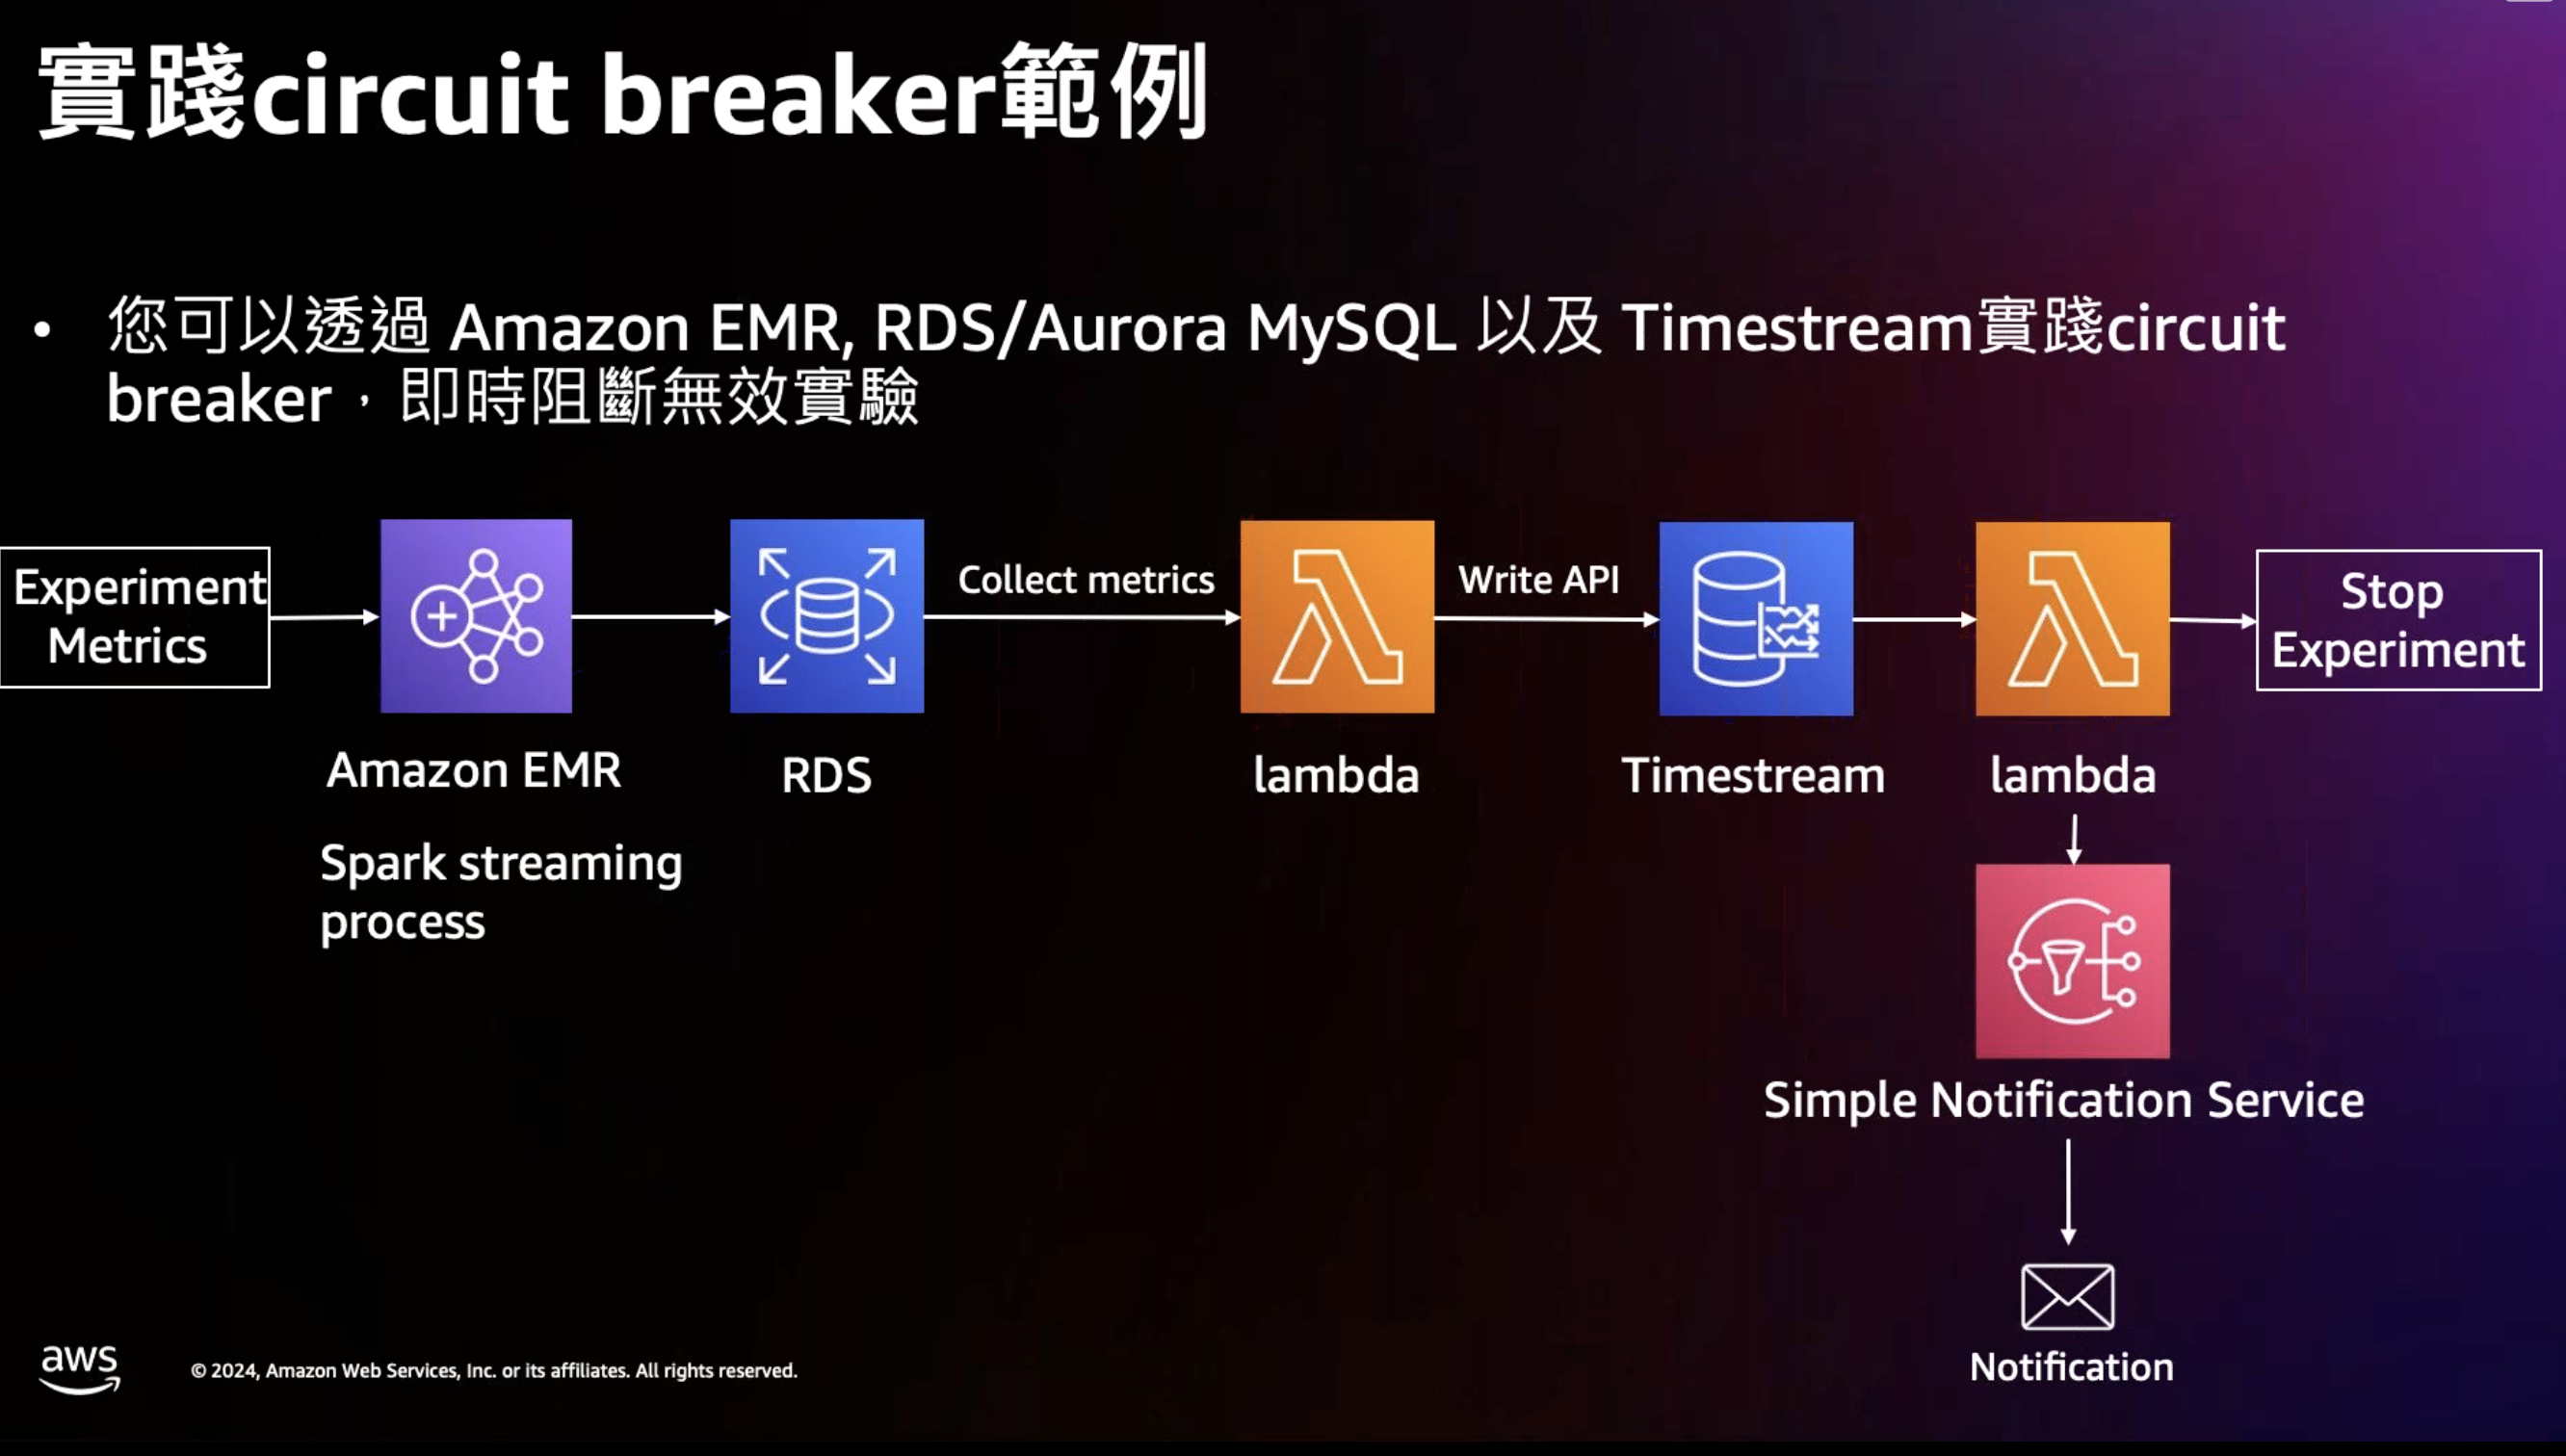 實踐circuit breaker範例
• 您可以透過 Amazon EMR, RDS/Aurora MySQL 以及 Timestream實踐circuit
breaker，即時阻斷無效實驗
Experiment
Metrics
Collect metrics
Write API
Stop
Experiment
Amazon EMR
RDS
lambda
Timestream
lambda
Spark streaming
process
Simple Notification Service
Notification
aws
© 2024, Amazon Web Services, Inc. or its affiliates. All rights reserved.